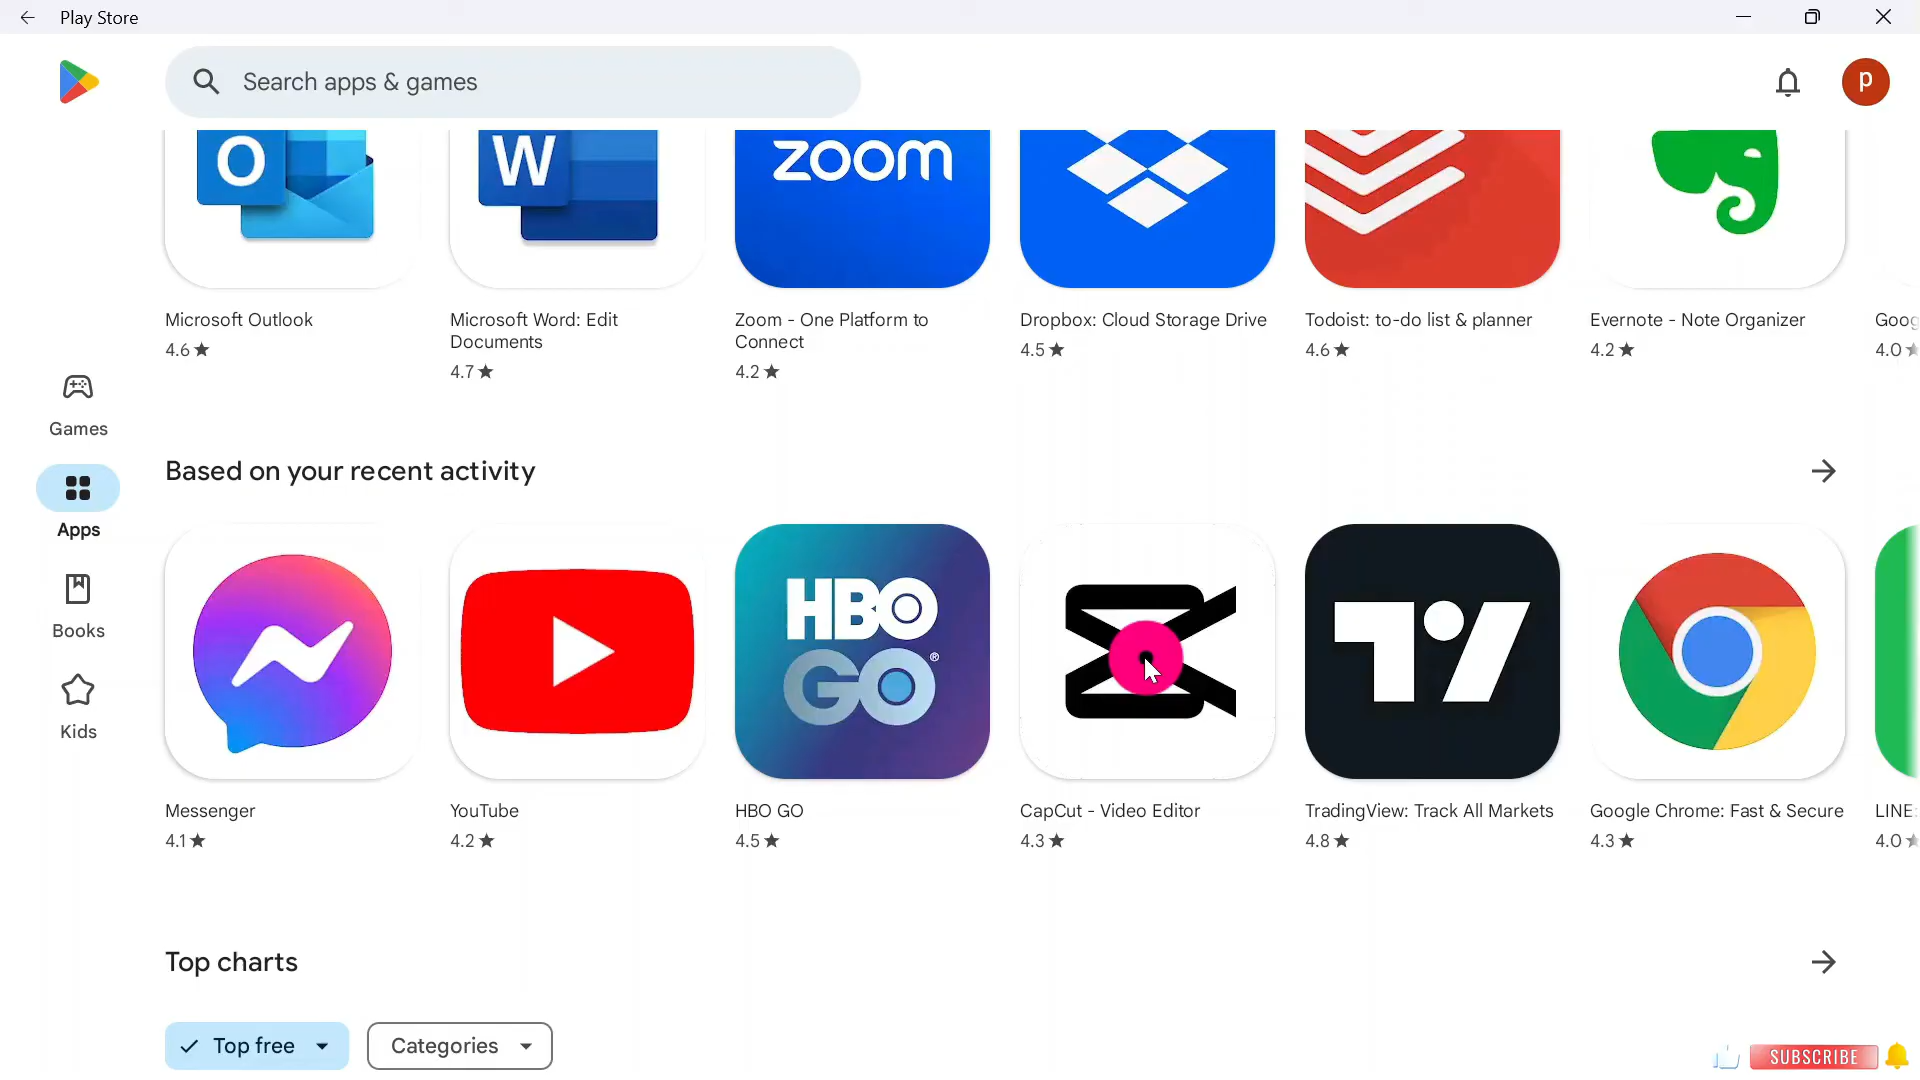 Play Store
Search apps & games
p
O
W
zoom
Microsoft Outlook
4.6★
Microsoft Word: Edit
Documents
4.7★
Zoom - One Platform to
Connect
4.2★
Dropbox: Cloud Storage Drive
4.5★
Todoist: to-do list & planner
4.6★
Evernote - Note Organizer
4.2★
Goog
4.0★
Games
Apps
Books
Kids
Based on your recent activity
HBO
GO®
Messenger
4.1★
YouTube
4.2★
HBO GO
4.5★
CapCut - Video Editor
4.3★
TradingView: Track All Markets
4.8★
Google Chrome: Fast & Secure
4.3★
LINE:
4.0★
Top charts
Top free
Categories
SUBSCRIBE